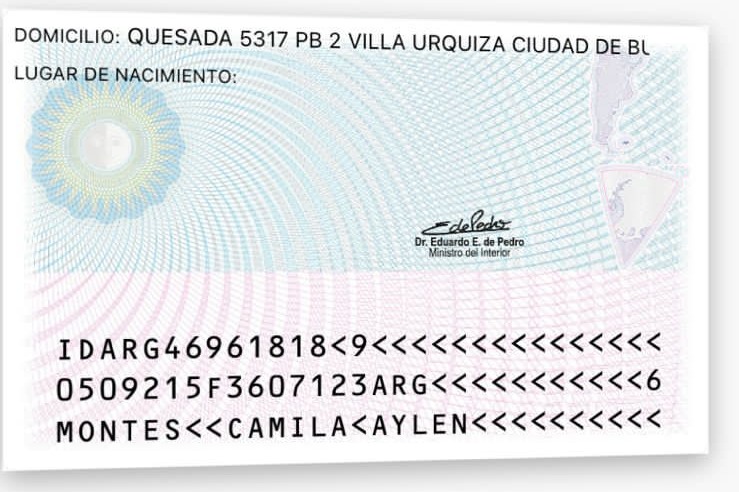 DOMICILIO: QUESADA 5317 PB 2 VILLA URQUIZA CIUDAD DE BU
LUGAR DE NACIMIENTO:
EdePedro
Dr. Eduardo E. de Pedro
Ministro del Interior
IDARG46961818<9<<<<<<<<<<<<<<<
0509215F3607123ARG<<<<<<<<<<<6
MONTES<<CAMILA<AYLEN<<<<<<<<<<